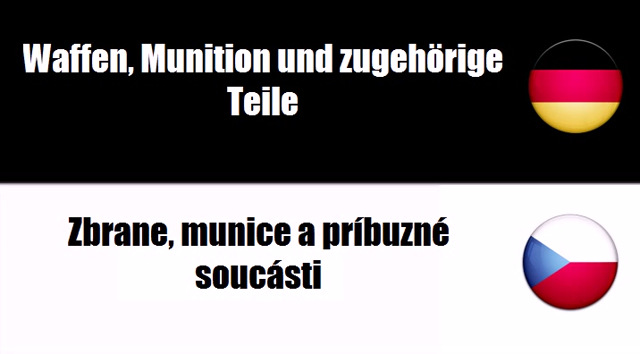 Waffen, Munition und zugehörige
Teile
Zbrane, munice a príbuzné
soucásti